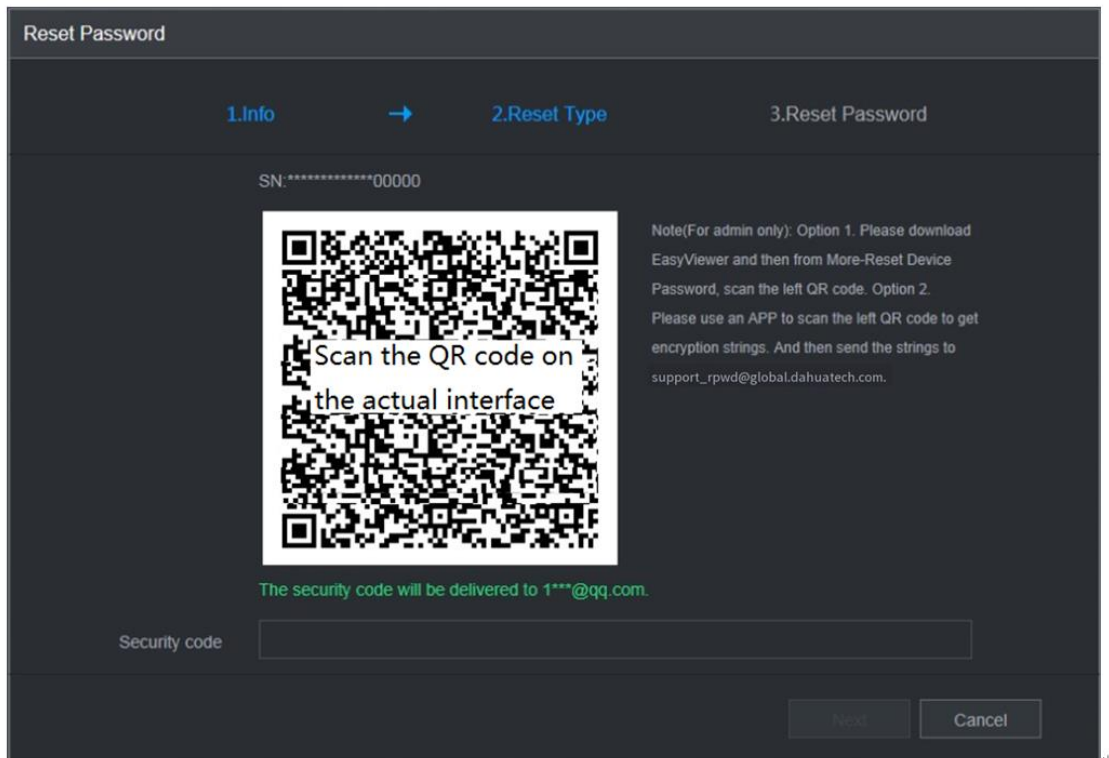 Reset Password
1.Info → 2.Reset Type 3.Reset Password
SN:*************00000
Note(For admin only): Option 1. Please download
EasyViewer and then from More-Reset Device
Password, scan the left QR code. Option 2.
Please use an APP to scan the left QR code to get
encryption strings. And then send the strings to
support_rpwd@global.dahuatech.com.
Scan the QR code on
the actual interface
The security code will be delivered to 1***@qq.com.
Security code
Next Cancel